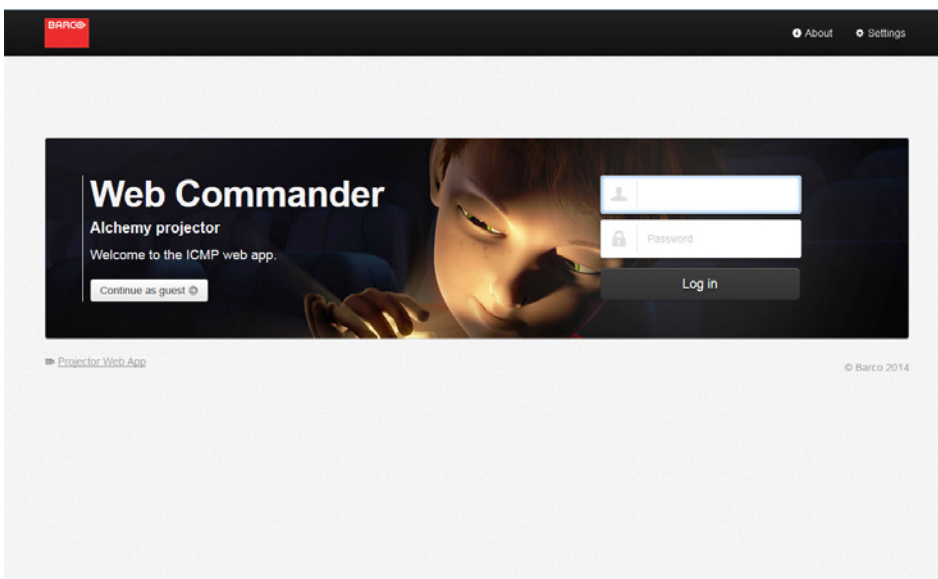 BARCO
About
Settings
Web Commander
Alchemy projector
Welcome to the ICMP web app.
Continue as guest
Password
Log in
Projector Web App
© Barco 2014